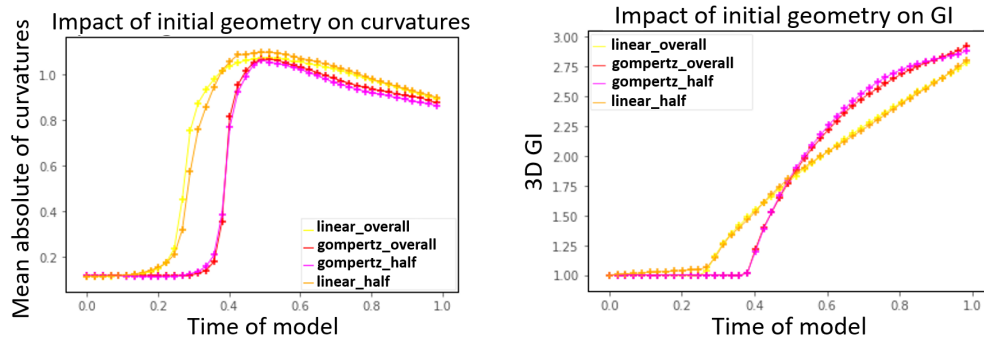 Impact of initial geometry on curvatures
Mean absolute of curvatures
1.0
0.8
0.6
0.4
0.2
linear_overall
gompertz_overall
gompertz_half
linear_half
0.0 0.2 0.4 0.6 0.8 1.0
Time of model
Impact of initial geometry on GI
3D GI
3.00
2.75
2.50
2.25
2.00
1.75
1.50
1.25
1.00
linear_overall
gompertz_overall
gompertz_half
linear_half
0.0 0.2 0.4 0.6 0.8 1.0
Time of model